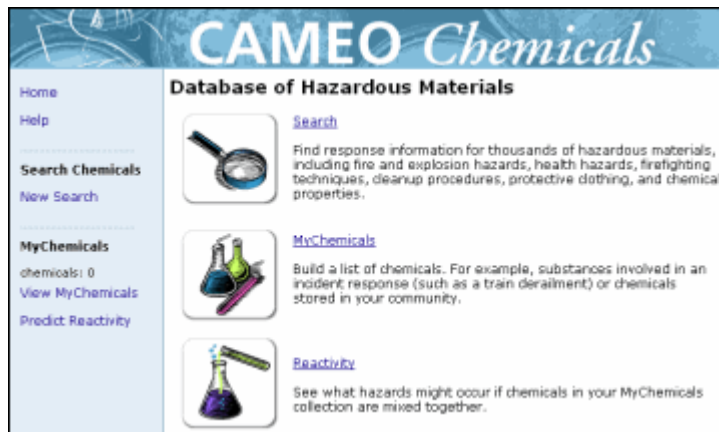 CAMEO Chemicals
Home
Help
Search Chemicals
New Search
MyChemicals
chemicals: 0
View MyChemicals
Predict Reactivity
Database of Hazardous Materials
Search
Find response information for thousands of hazardous materials,
including fire and explosion hazards, health hazards, firefighting
techniques, cleanup procedures, protective clothing, and chemical
properties.
MyChemicals
Build a list of chemicals. For example, substances involved in an
incident response (such as a train derailment) or chemicals
stored in your community.
Reactivity
See what hazards might occur if chemicals in your MyChemicals
collection are mixed together.